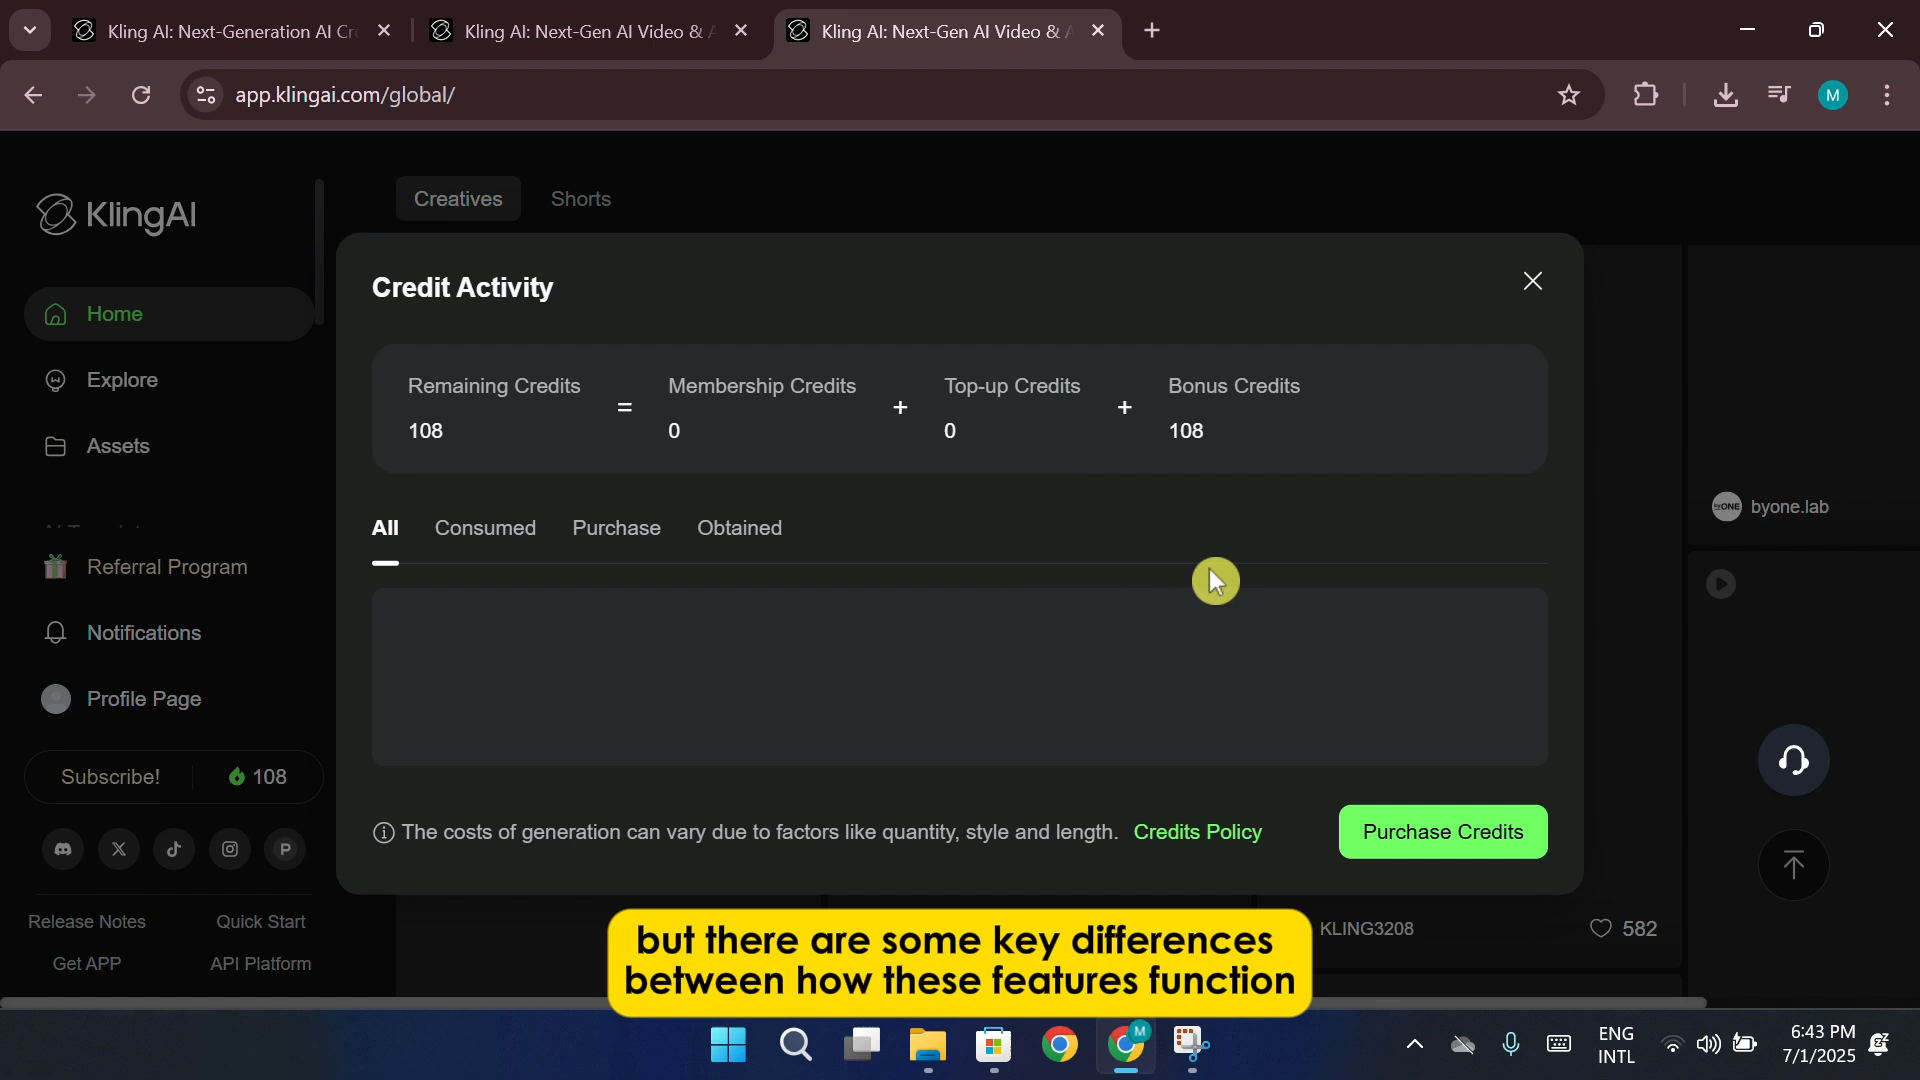 Kling AI: Next-Generation AI Cr
Kling AI: Next-Gen AI Video &
Kling AI: Next-Gen AI Video &
app.klingai.com/global/
M
KlingAI
Creatives
Shorts
Home
Explore
Assets
Referral Program
Notifications
Profile Page
Subscribe!
108
P
Release Notes
Quick Start
Get APP
API Platform
Credit Activity
Remaining Credits
108
=
Membership Credits
0
+
Top-up Credits
0
+
Bonus Credits
108
All
Consumed
Purchase
Obtained
The costs of generation can vary due to factors like quantity, style and length. Credits Policy
Purchase Credits
byone.lab
KLING3208
582
but there are some key differences
between how these features function
M
ENG
INTL
6:43 PM
7/1/2025